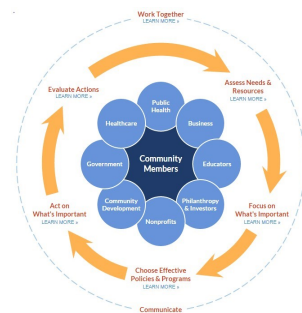 Work Together
LEARN MORE »
Assess Needs &
Resources
LEARN MORE »
Focus on
What's Important
LEARN MORE »
Choose Effective
Policies & Programs
LEARN MORE »
Act on
What's Important
LEARN MORE »
Evaluate Actions
LEARN MORE »
Communicate
Public
Health
Business
Educators
Philanthropy
& Investors
Nonprofits
Community
Development
Government
Healthcare
Community
Members